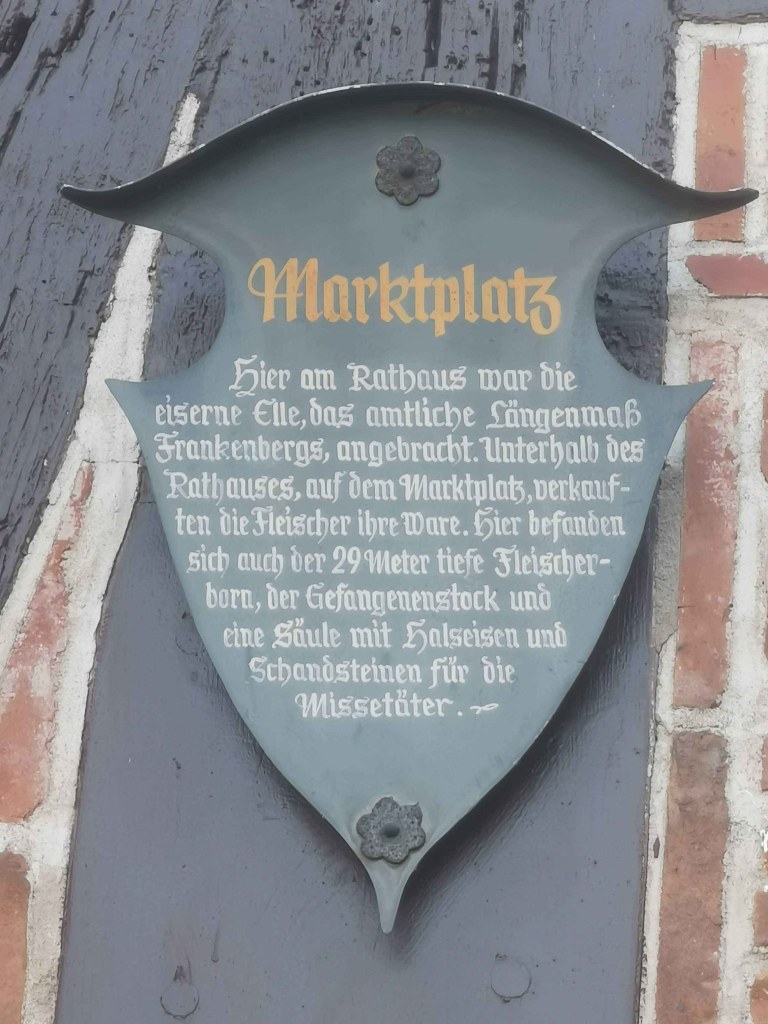 Marktplatz
Hier am Rathaus war die
eiserne Elle, das amtliche Längenmaß
Frankenbergs, angebracht. Unterhalb des
Rathauses, auf dem Marktplatz, verkauf-
ten die Fleischer ihre Ware. Hier befanden
sich auch der 29 Meter tiefe Fleischer-
born, der Gefangenenstock und
eine Säule mit Halseisen und
Schandsteinen für die
Missetäter.